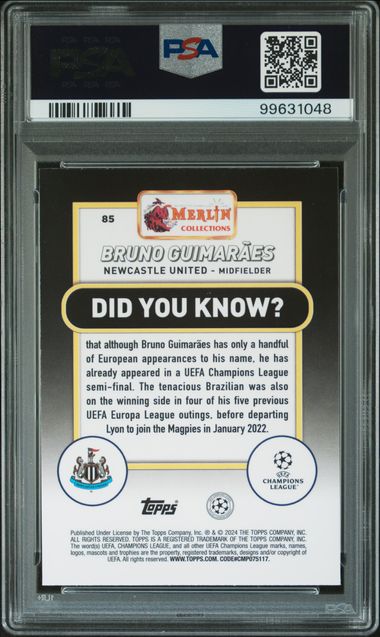 PSA
PSA
99631048
85
MERLIN
COLLECTIONS
BRUNO GUIMARÃES
NEWCASTLE UNITED - MIDFIELDER
DID YOU KNOW?
that although Bruno Guimarães has only a handful
of European appearances to his name, he has
already appeared in a UEFA Champions League
semi-final. The tenacious Brazilian was also
on the winning side in four of his five previous
UEFA Europa League outings, before departing
Lyon to join the Magpies in January 2022.
UEFA
CHAMPIONS
LEAGUE
topps
Published Under License by The Topps Company, Inc. ® & © 2024 THE TOPPS COMPANY, INC.
ALL RIGHTS RESERVED. TOPPS IS A REGISTERED TRADEMARK OF THE TOPPS COMPANY, INC.
The word(s) UEFA, CHAMPIONS LEAGUE, and all other UEFA Champions League marks, names,
logos, mascots and trophies are the property, registered trademarks, designs and/or copyright of
UEFA. All rights reserved. WWW.TOPPS.COM. CODE#CMP075117.
PSA